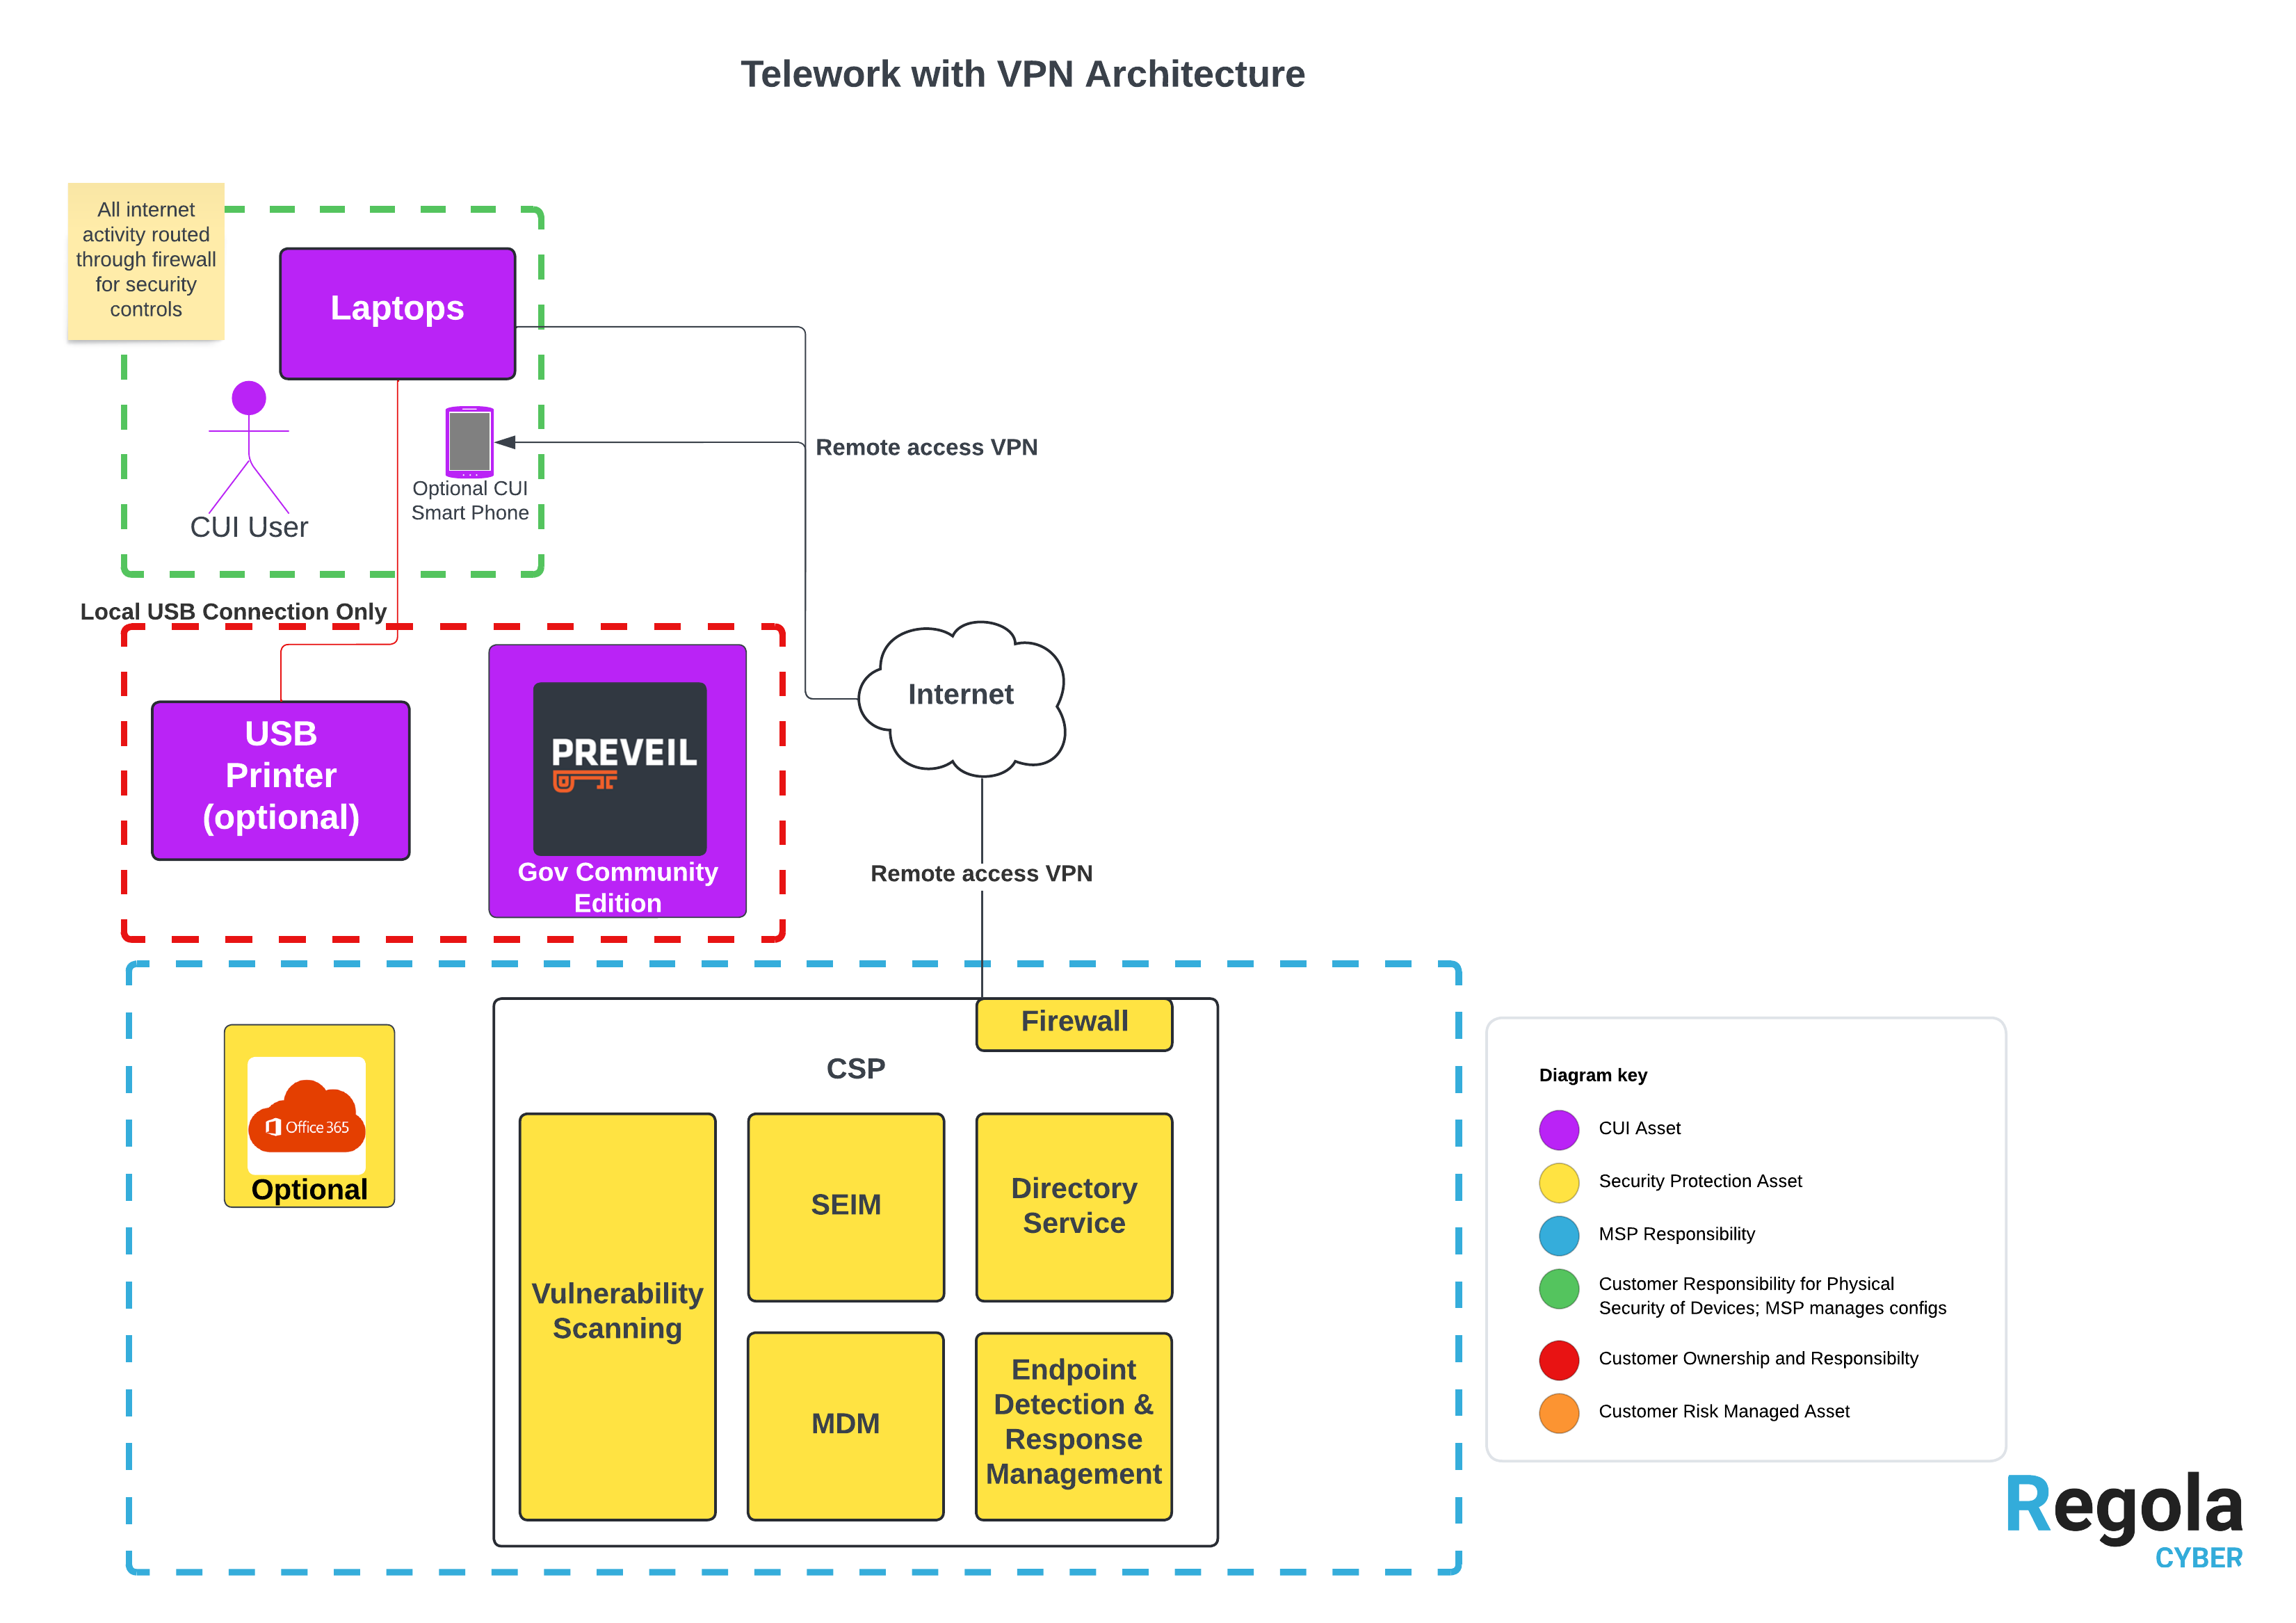 Telework with VPN Architecture
All internet
activity routed
through firewall
for security
controls
Laptops
Remote access VPN
Optional CUI
Smart Phone
CUI User
Local USB Connection Only
USB
Printer
(optional)
PREVEIL
Gov Community
Edition
Internet
Remote access VPN
Firewall
CSP
Office 365
Optional
Vulnerability
Scanning
SEIM
Directory
Service
MDM
Endpoint
Detection &
Response
Management
Diagram key
CUI Asset
Security Protection Asset
MSP Responsibility
Customer Responsibility for Physical
Security of Devices; MSP manages configs
Customer Ownership and Responsibilty
Customer Risk Managed Asset
Regola
CYBER